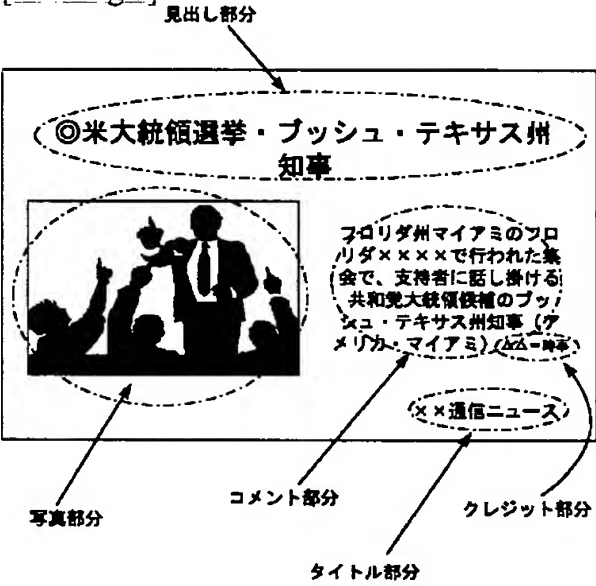 見出し部分
◎米大統領選挙・ブッシュ・テキサス州
知事
フロリダ州マイアミのフロ
リダ××××で行われた集
会で、支持者に話し掛ける
共和党大統領候補のブッ
シュ・テキサス州知事(ア
メリカ・マイアミ)(△△=時事)
××通信ニュース
写真部分
コメント部分
クレジット部分
タイトル部分